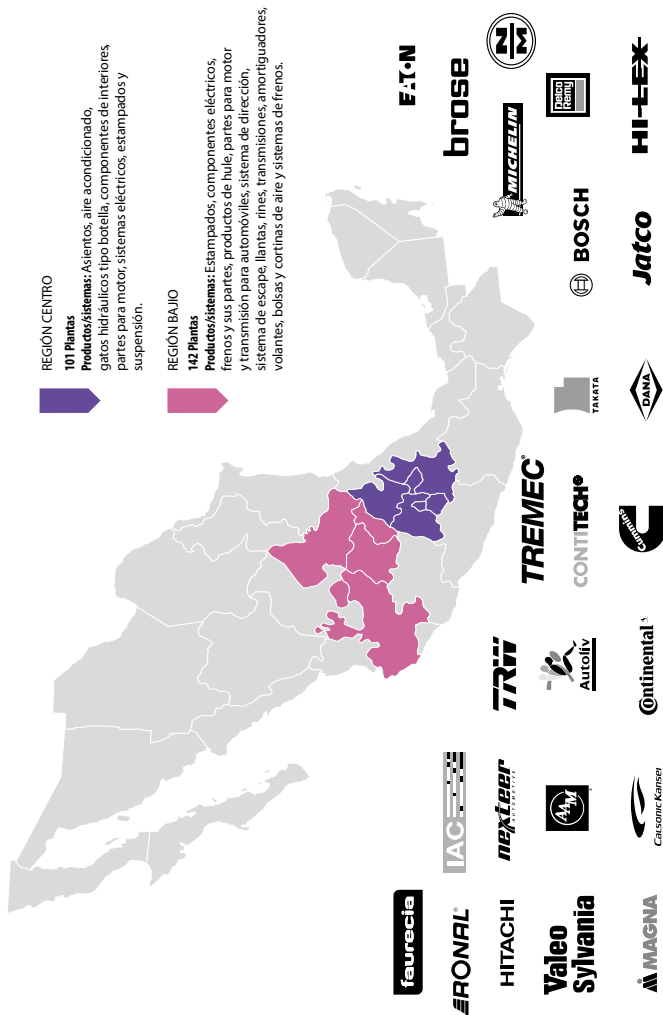 REGIÓN CENTRO
101 Plantas
Productos/sistemas: Asientos, aire acondicionado,
gatos hidráulicos tipo botella, componentes de interiores,
partes para motor, sistemas eléctricos, estampados y
suspensión.
REGIÓN BAJIO
142 Plantas
Productos/sistemas: Estampados, componentes eléctricos,
frenos y sus partes, productos de hule, partes para motor
y transmisión para automóviles, sistema de dirección,
sistema de escape, llantas, rines, transmisiones, amortiguadores,
volantes, bolsas y cortinas de aire y sistemas de frenos.
faurecia
EATON
RONAL®
IAC
brose
HITACHI
nexteer
AUTOMOTIVE
TRW
TREMEC®
MICHELIN
NM
Valeo
Sylvania
AAM
Autoliv
CONTITECH
TAKATA
BOSCH
Delco
Remy
MAGNA
CALSONIC KANSEI
Continental
Cummins
DANA
Jatco
HI-LEX